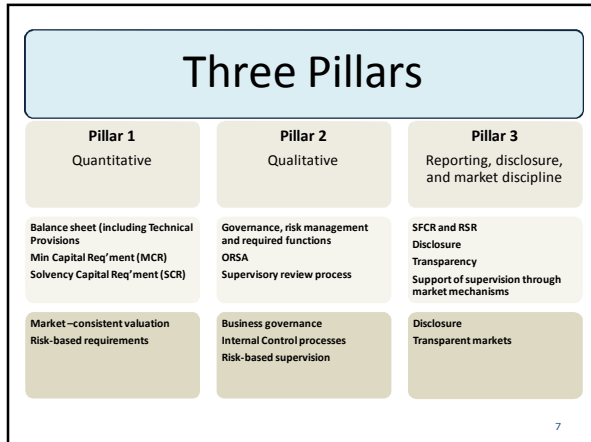 Three Pillars
Pillar 1
Quantitative
Pillar 2
Qualitative
Pillar 3
Reporting, disclosure,
and market discipline
Balance sheet (including Technical
Provisions
Min Capital Req'ment (MCR)
Solvency Capital Req'ment (SCR)
Governance, risk management
and required functions
ORSA
Supervisory review process
SFCR and RSR
Disclosure
Transparency
Support of supervision through
market mechanisms
Market –consistent valuation
Risk-based requirements
Business governance
Internal Control processes
Risk-based supervision
Disclosure
Transparent markets
7